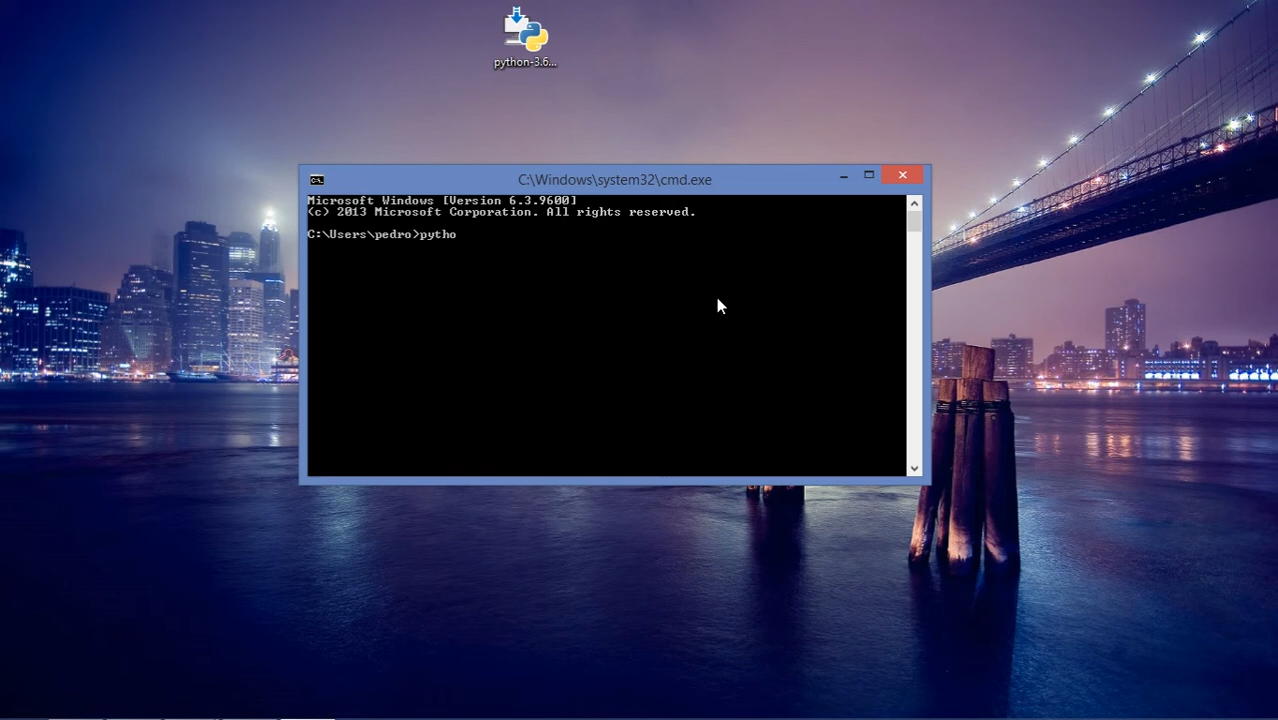 python-3.6...
C:\Windows\system32\cmd.exe
Microsoft Windows [Version 6.3.9600]
(c) 2013 Microsoft Corporation. All rights reserved.
C:\Users\pedro>pytho